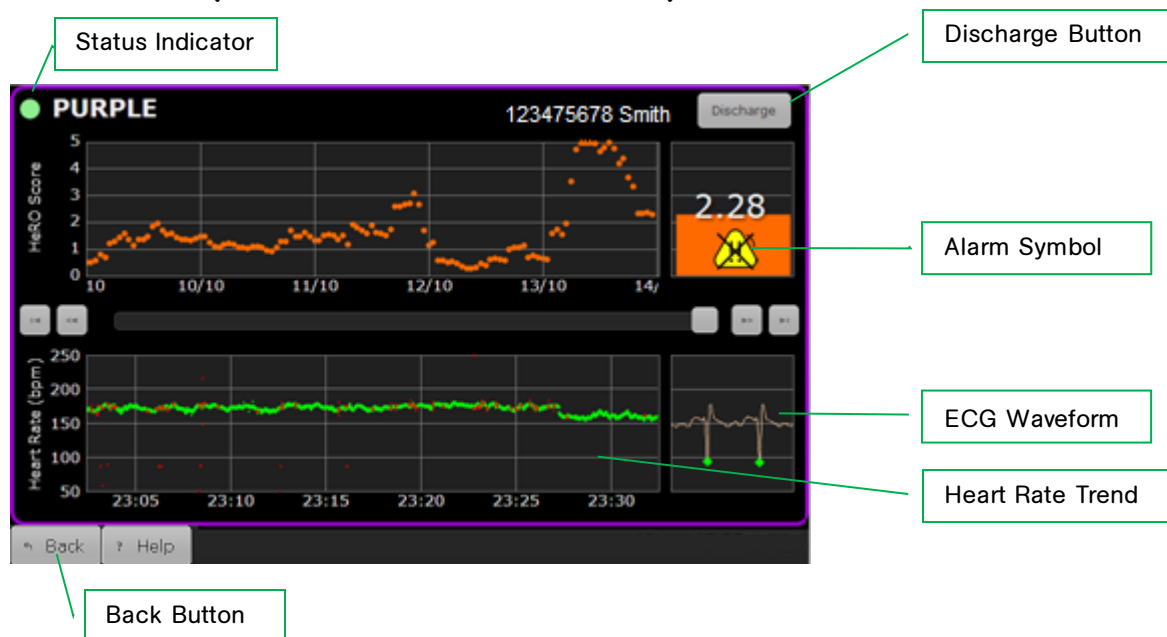 Status Indicator
Discharge Button
PURPLE
123475678 Smith
Discharge
HeRO Score
5
4
3
2
1
0
10
10/10
11/10
12/10
13/10
14/
2.28
Alarm Symbol
Heart Rate (bpm)
250
200
150
100
50
23:05
23:10
23:15
23:20
23:25
23:30
ECG Waveform
Heart Rate Trend
Back
? Help
Back Button